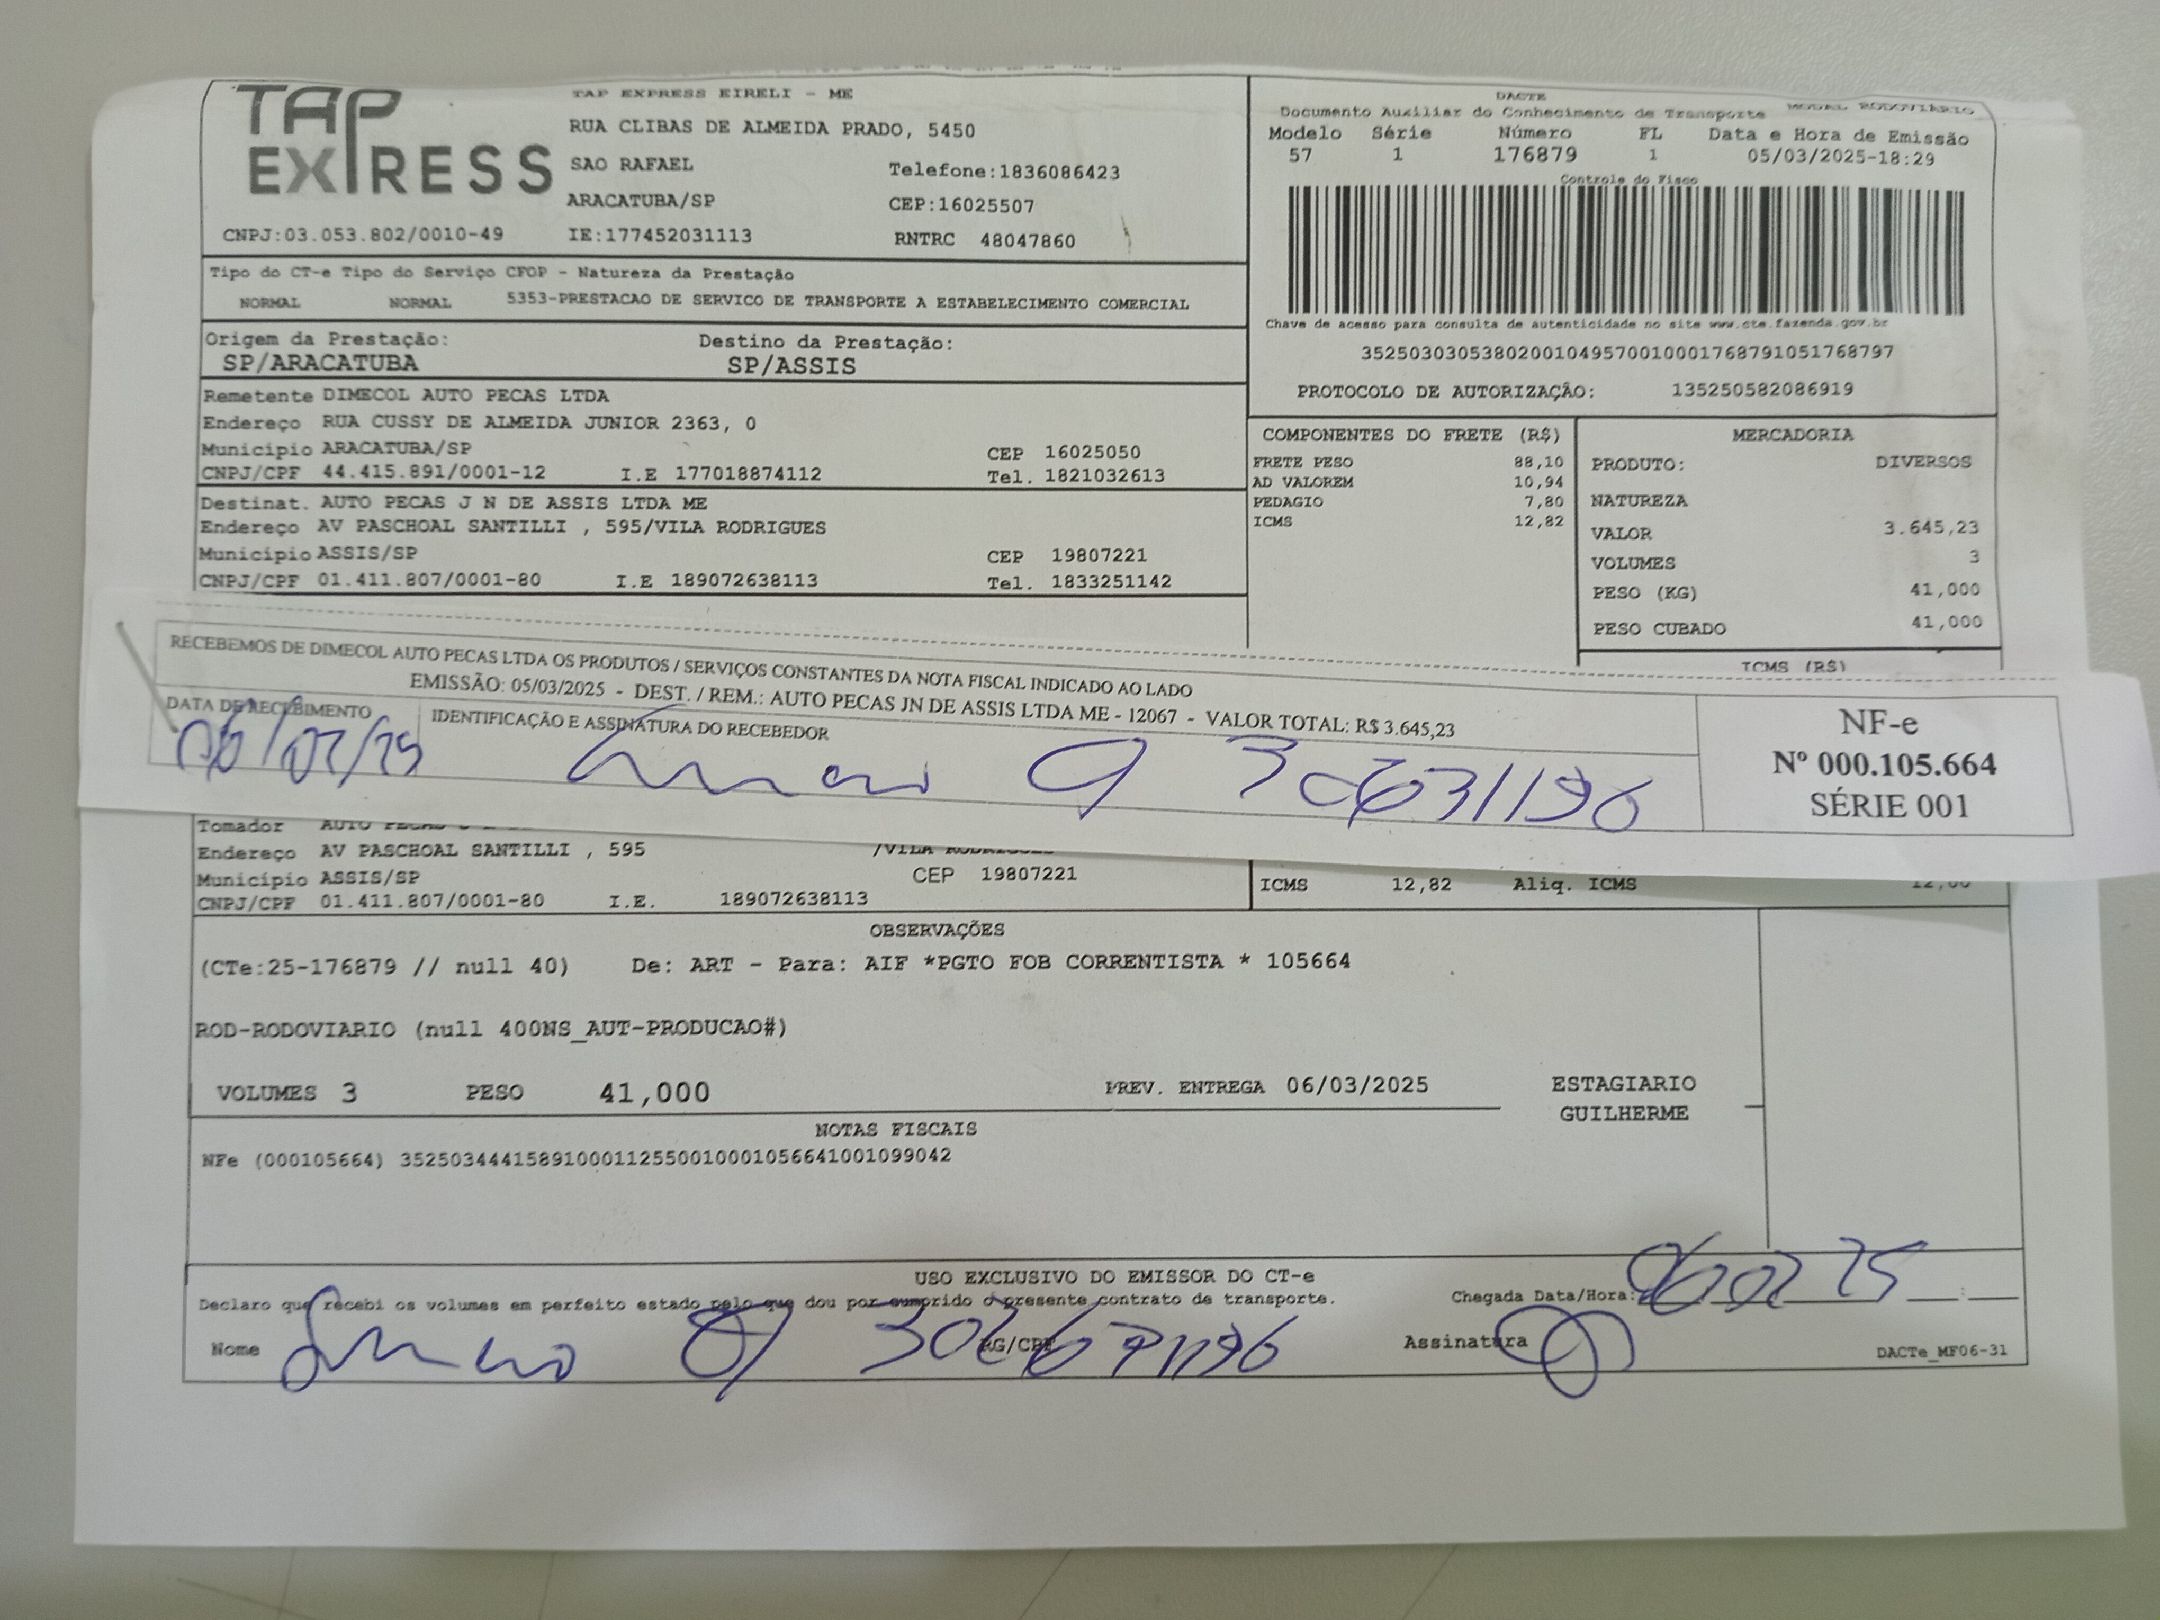 TAP EXPRESS
TAP EXPRESS EIRELI - ME
RUA CLIBAS DE ALMEIDA PRADO, 5450
SAO RAFAEL Telefone:1836086423
ARACATUBA/SP CEP:16025507
CNPJ:03.053.802/0010-49 IE:177452031113 RNTRC 48047860
DACTE
Documento Auxiliar do Conhecimento de Transporte MODAL RODOVIÁRIO
Modelo Série Número FL Data e Hora de Emissão
57 1 176879 1 05/03/2025-18:29
Controle do Fisco
Chave de acesso para consulta de autenticidade no site www.cte.fazenda.gov.br
35250303053802001049570010001768791051768797
PROTOCOLO DE AUTORIZAÇÃO: 135250582086919
Tipo do CT-e Tipo do Serviço CFOP - Natureza da Prestação
NORMAL NORMAL 5353-PRESTACAO DE SERVICO DE TRANSPORTE A ESTABELECIMENTO COMERCIAL
Origem da Prestação: Destino da Prestação:
SP/ARACATUBA SP/ASSIS
Remetente DIMECOL AUTO PECAS LTDA
Endereço RUA CUSSY DE ALMEIDA JUNIOR 2363, 0
Município ARACATUBA/SP CEP 16025050
CNPJ/CPF 44.415.891/0001-12 I.E 177018874112 Tel. 1821032613
Destinat. AUTO PECAS J N DE ASSIS LTDA ME
Endereço AV PASCHOAL SANTILLI , 595/VILA RODRIGUES
Município ASSIS/SP CEP 19807221
CNPJ/CPF 01.411.807/0001-80 I.E 189072638113 Tel. 1833251142
COMPONENTES DO FRETE (R$)
FRETE PESO 88,10
AD VALOREM 10,94
PEDAGIO 7,80
ICMS 12,82
MERCADORIA
PRODUTO: DIVERSOS
NATUREZA
VALOR 3.645,23
VOLUMES 3
PESO (KG) 41,000
PESO CUBADO 41,000
ICMS (R$)
RECEBEMOS DE DIMECOL AUTO PECAS LTDA OS PRODUTOS / SERVIÇOS CONSTANTES DA NOTA FISCAL INDICADO AO LADO
EMISSÃO: 05/03/2025 - DEST. / REM.: AUTO PECAS JN DE ASSIS LTDA ME - 12067 - VALOR TOTAL: R$ 3.645,23
DATA DE RECEBIMENTO IDENTIFICAÇÃO E ASSINATURA DO RECEBEDOR
NF-e
Nº 000.105.664
SÉRIE 001
Tomador AUTO PECAS J
Endereço AV PASCHOAL SANTILLI , 595 /VILA RODRIGUES
Município ASSIS/SP CEP 19807221
CNPJ/CPF 01.411.807/0001-80 I.E. 189072638113
ICMS 12,82 Aliq. ICMS 12,00
OBSERVAÇÕES
(CTe:25-176879 // null 40) De: ART - Para: AIF *PGTO FOB CORRENTISTA * 105664
ROD-RODOVIARIO (null 400NS_AUT-PRODUCAO#)
VOLUMES 3 PESO 41,000 PREV. ENTREGA 06/03/2025 ESTAGIARIO
GUILHERME
NOTAS FISCAIS
NFe (000105664) 35250344415891000112550010001056641001099042
USO EXCLUSIVO DO EMISSOR DO CT-e
Declaro que recebi os volumes em perfeito estado pelo que dou por cumprido o presente contrato de transporte. Chegada Data/Hora:
Nome RG/CPF Assinatura
DACTe_MF06-31